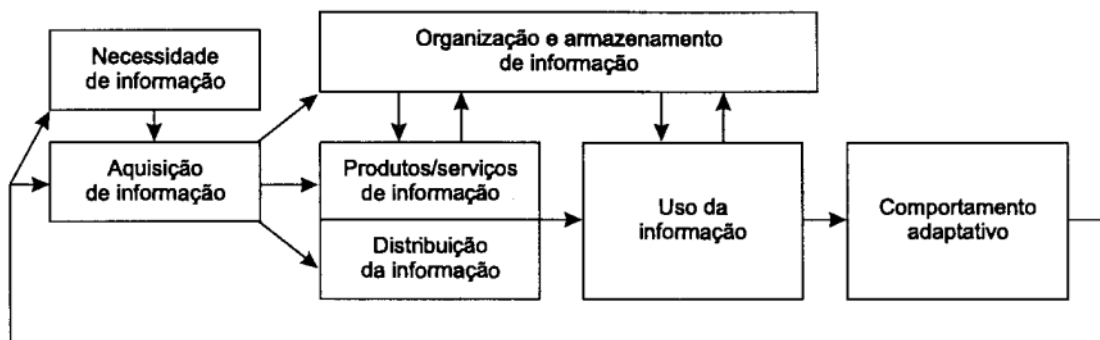 Necessidade
de informação
Organização e armazenamento
de informação
Aquisição
de informação
Produtos/serviços
de informação
Distribuição
da informação
Uso da
informação
Comportamento
adaptativo